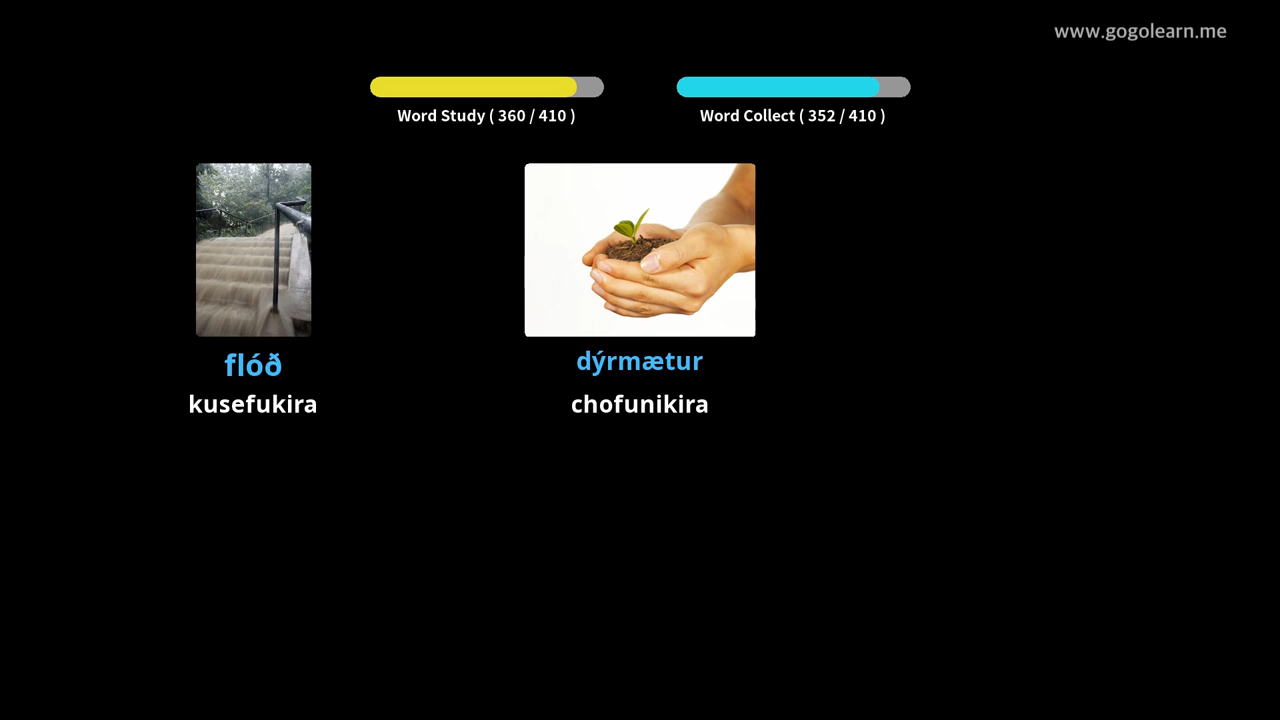 www.gogolearn.me
Word Study ( 360 / 410 )
Word Collect ( 352 / 410 )
flóð
kusefukira
dýrmætur
chofunikira